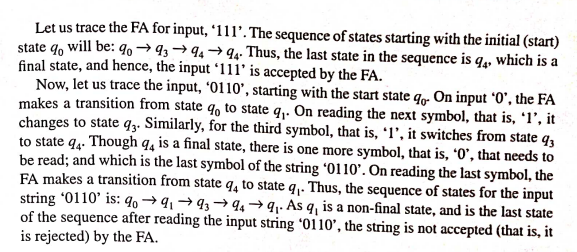 Let us trace the FA for input, '111'. The sequence of states starting with the initial (start)
state q₀ will be: q₀ → q₃ → q₄ → q₄. Thus, the last state in the sequence is q₄, which is a
final state, and hence, the input '111' is accepted by the FA.
Now, let us trace the input, '0110', starting with the start state q₀. On input '0', the FA
makes a transition from state q₀ to state q₁. On reading the next symbol, that is, '1', it
changes to state q₃. Similarly, for the third symbol, that is, '1', it switches from state q₃
to state q₄. Though q₄ is a final state, there is one more symbol, that is, '0', that needs to
be read; and which is the last symbol of the string '0110'. On reading the last symbol, the
FA makes a transition from state q₄ to state q₁. Thus, the sequence of states for the input
string '0110' is: q₀ → q₁ → q₃ → q₄ → q₁. As q₁ is a non-final state, and is the last state
of the sequence after reading the input string '0110', the string is not accepted (that is, it
is rejected) by the FA.